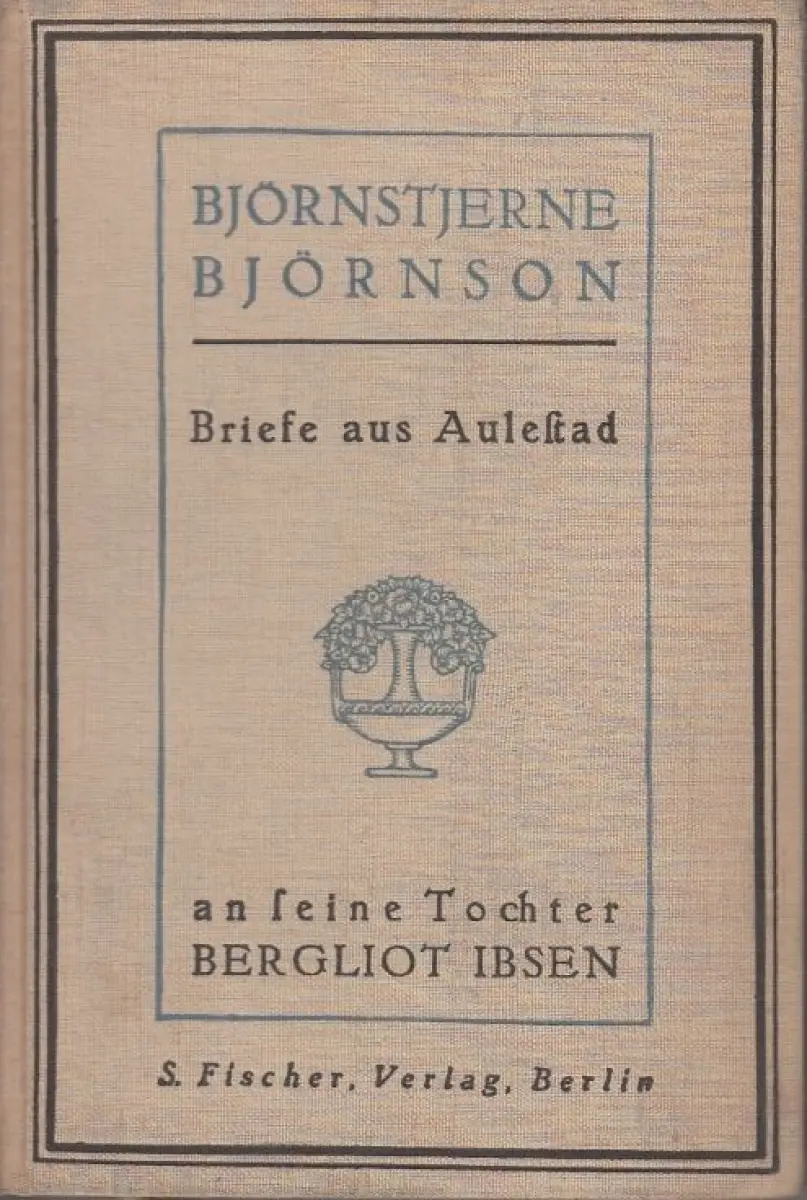 BJÖRNSTJERNE
BJÖRNSON
Briefe aus Auleſtad
an ſeine Tochter
BERGLIOT IBSEN
S. Fischer, Verlag, Berlin